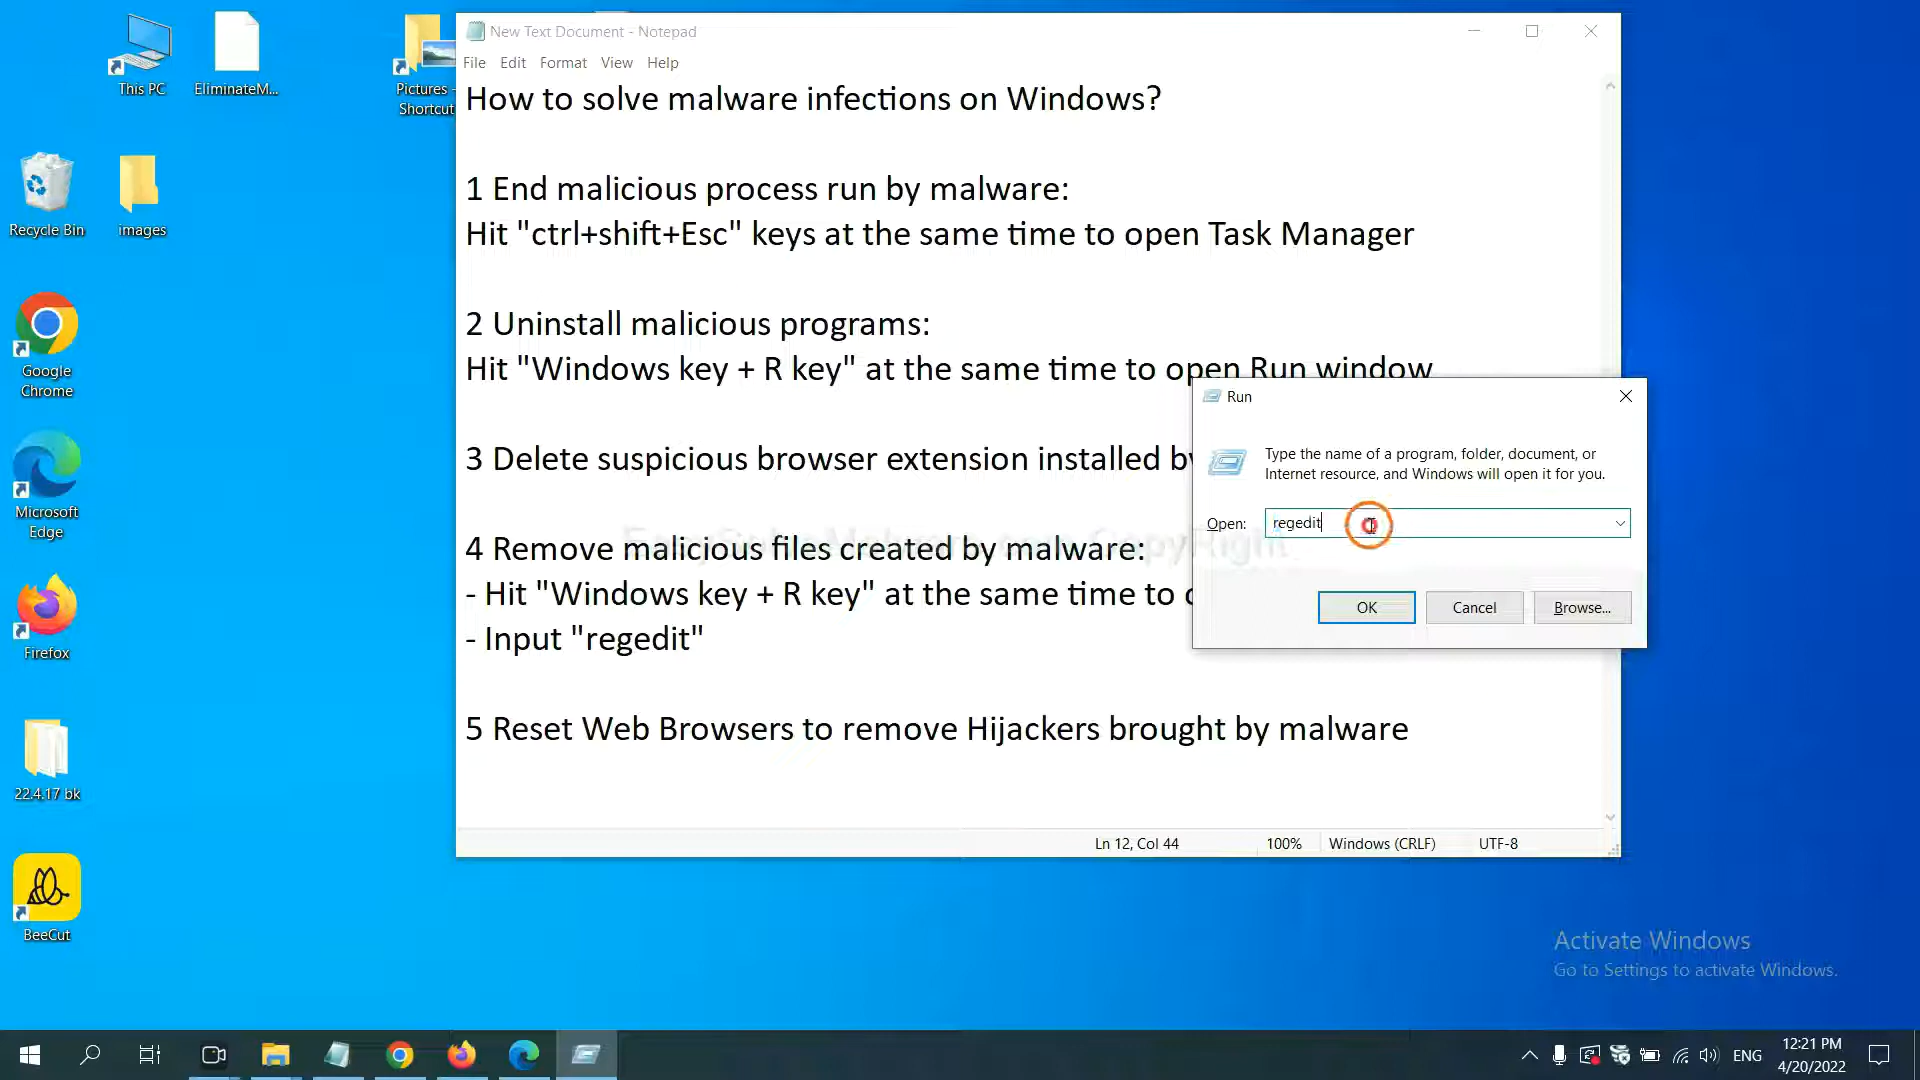 This PC
EliminateM...
Pictures -
Shortcut
Recycle Bin
images
Google
Chrome
Microsoft
Edge
Firefox
22.4.17 bk
BeeCut
New Text Document - Notepad
File Edit Format View Help
How to solve malware infections on Windows?
1 End malicious process run by malware:
Hit "ctrl+shift+Esc" keys at the same time to open Task Manager
2 Uninstall malicious programs:
Hit "Windows key + R key" at the same time to open Run window
3 Delete suspicious browser extension installed by
4 Remove malicious files created by malware:
- Hit "Windows key + R key" at the same time to
- Input "regedit"
5 Reset Web Browsers to remove Hijackers brought by malware
Ln 12, Col 44 100% Windows (CRLF) UTF-8
Run
Type the name of a program, folder, document, or
Internet resource, and Windows will open it for you.
Open: regedit
OK Cancel Browse...
Activate Windows
Go to Settings to activate Windows.
ENG
12:21 PM
4/20/2022